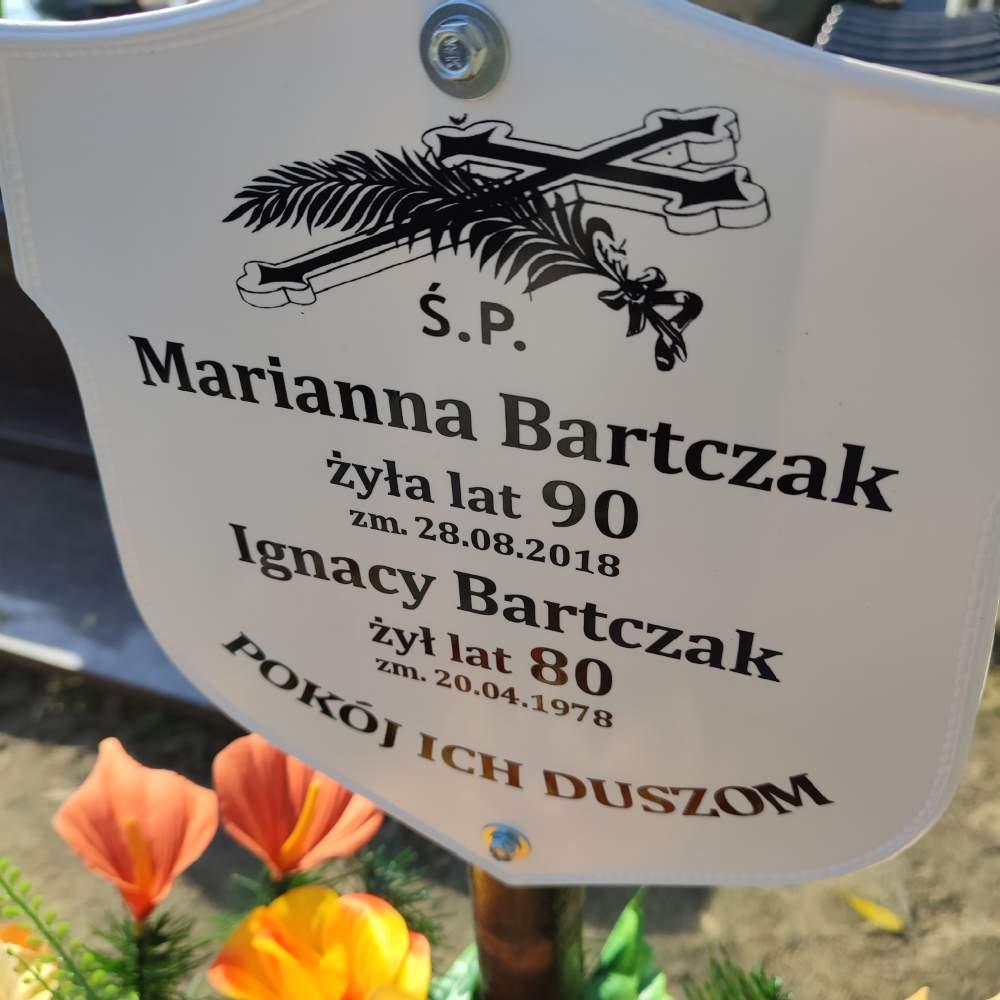 Ś.P.
Marianna Bartczak
żyła lat 90
zm. 28.08.2018
Ignacy Bartczak
żył lat 80
zm. 20.04.1978
POKÓJ ICH DUSZOM